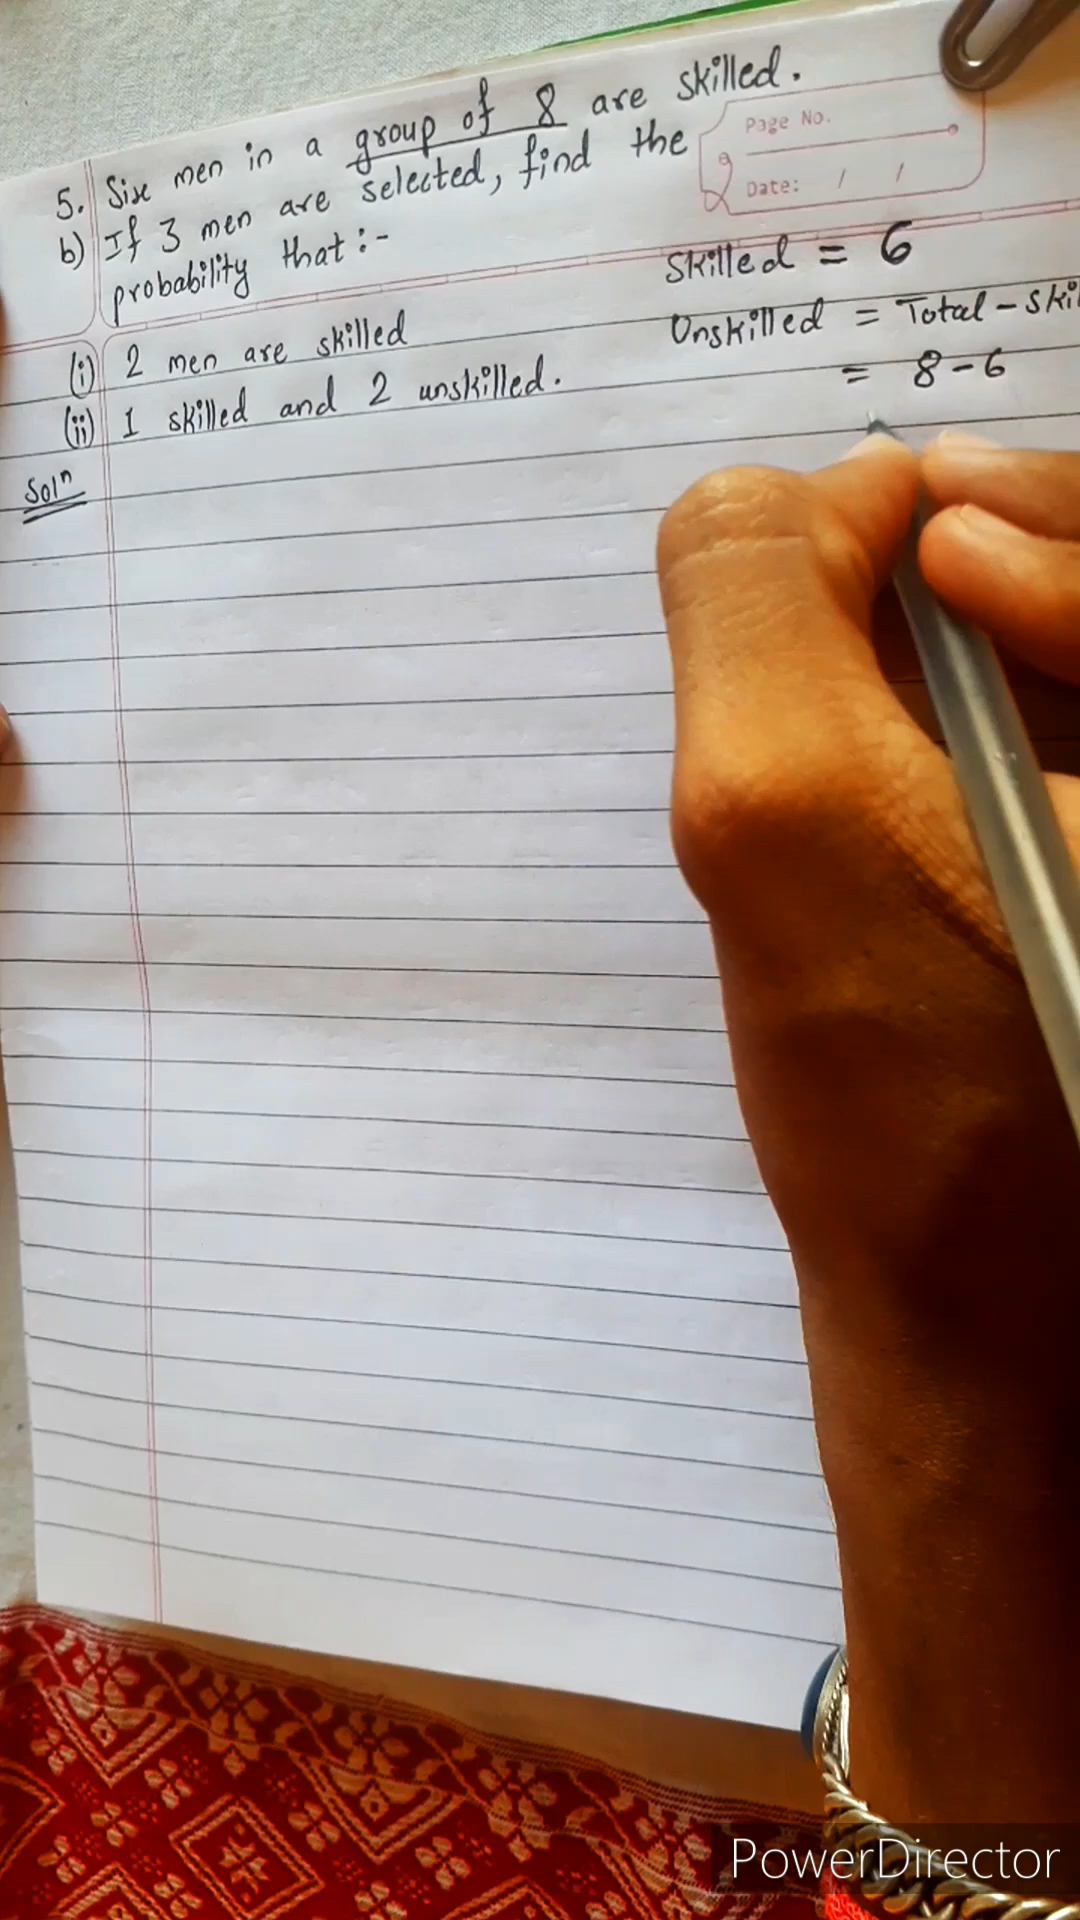 5. Six men in a group of 8 are skilled.
b) If 3 men are selected, find the
probability that :-
(i) 2 men are skilled
(ii) 1 skilled and 2 unskilled.
Page No.
Date: / /
Skilled = 6
Unskilled = Total - Skil
= 8 - 6
Solⁿ
PowerDirector